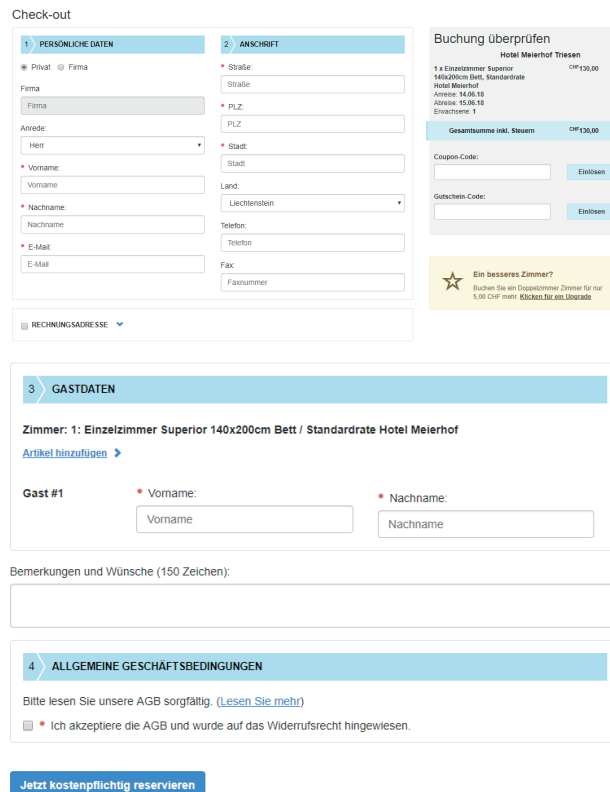 Check-out
1 PERSÖNLICHE DATEN
Privat Firma
Firma
Firma
Anrede:
Herr
* Vorname:
Vorname
* Nachname:
Nachname
* E-Mail:
E-Mail
2 ANSCHRIFT
* Straße:
Straße
* PLZ:
PLZ
* Stadt:
Stadt
Land:
Liechtenstein
Telefon:
Telefon
Fax:
Faxnummer
RECHNUNGSADRESSE
Buchung überprüfen
Hotel Meierhof Triesen
1 x Einzelzimmer Superior CHF130,00
140x200cm Bett, Standardrate
Hotel Meierhof
Anreise: 14.06.18
Abreise: 15.06.18
Erwachsene: 1
Gesamtsumme inkl. Steuern CHF130,00
Coupon-Code:
Einlösen
Gutschein-Code:
Einlösen
Ein besseres Zimmer?
Buchen Sie ein Doppelzimmer Zimmer für nur
5,00 CHF mehr. Klicken für ein Upgrade
3 GASTDATEN
Zimmer: 1: Einzelzimmer Superior 140x200cm Bett / Standardrate Hotel Meierhof
Artikel hinzufügen
Gast #1
* Vorname:
Vorname
* Nachname:
Nachname
Bemerkungen und Wünsche (150 Zeichen):
4 ALLGEMEINE GESCHÄFTSBEDINGUNGEN
Bitte lesen Sie unsere AGB sorgfältig. (Lesen Sie mehr)
* Ich akzeptiere die AGB und wurde auf das Widerrufsrecht hingewiesen.
Jetzt kostenpflichtig reservieren